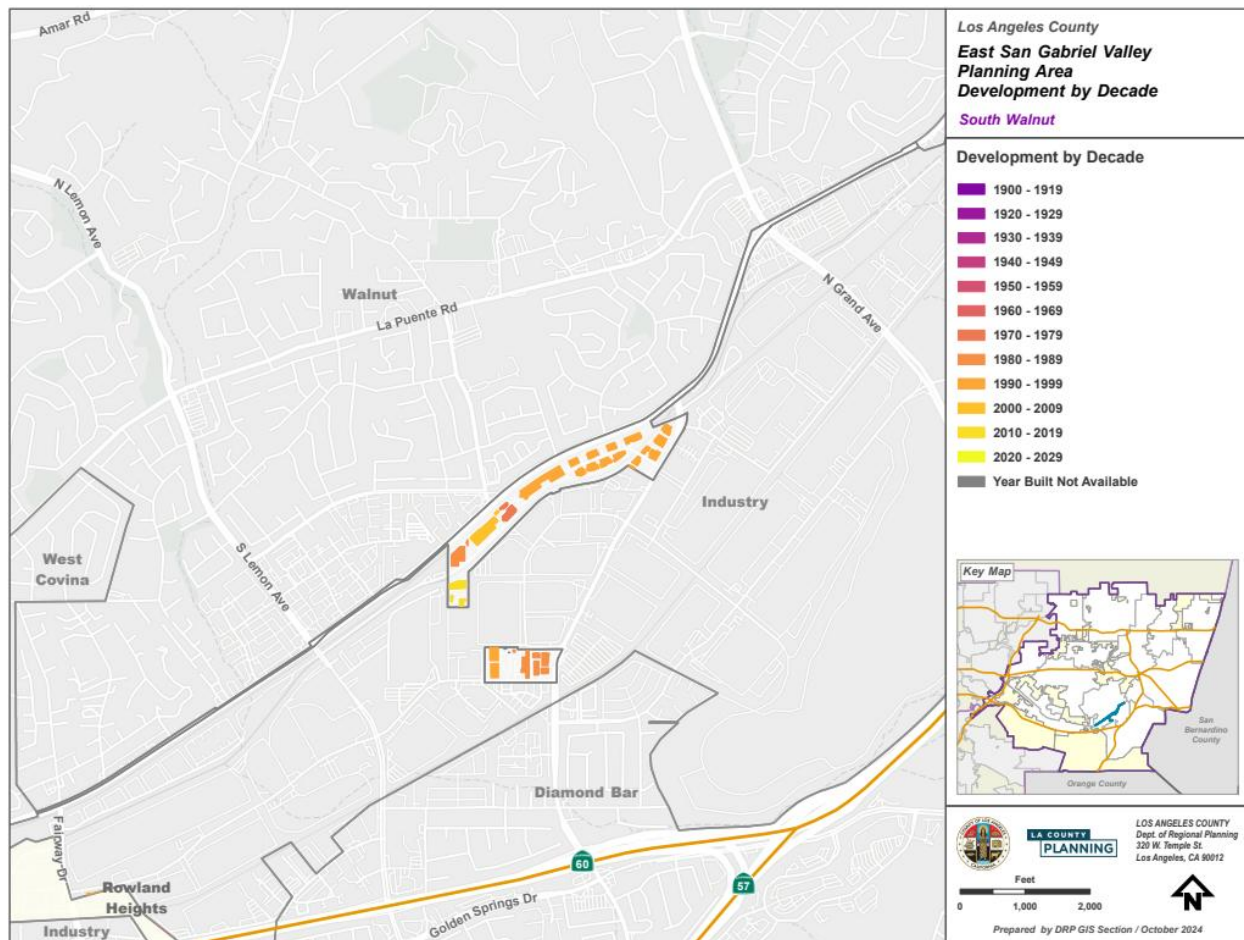 Amar Rd
N Lemon Ave
Walnut
La Puente Rd
N Grand Ave
Industry
West
Covina
S Lemon Ave
Diamond Bar
Fairway Dr
Rowland
Heights
Industry
60
57
Golden Springs Dr
Los Angeles County
East San Gabriel Valley
Planning Area
Development by Decade
South Walnut
Development by Decade
1900 - 1919
1920 - 1929
1930 - 1939
1940 - 1949
1950 - 1959
1960 - 1969
1970 - 1979
1980 - 1989
1990 - 1999
2000 - 2009
2010 - 2019
2020 - 2029
Year Built Not Available
Key Map
San
Bernardino
County
Orange County
LA COUNTY
PLANNING
LOS ANGELES COUNTY
Dept. of Regional Planning
320 W. Temple St.
Los Angeles, CA 90012
Feet
0 1,000 2,000
N
Prepared by DRP GIS Section / October 2024